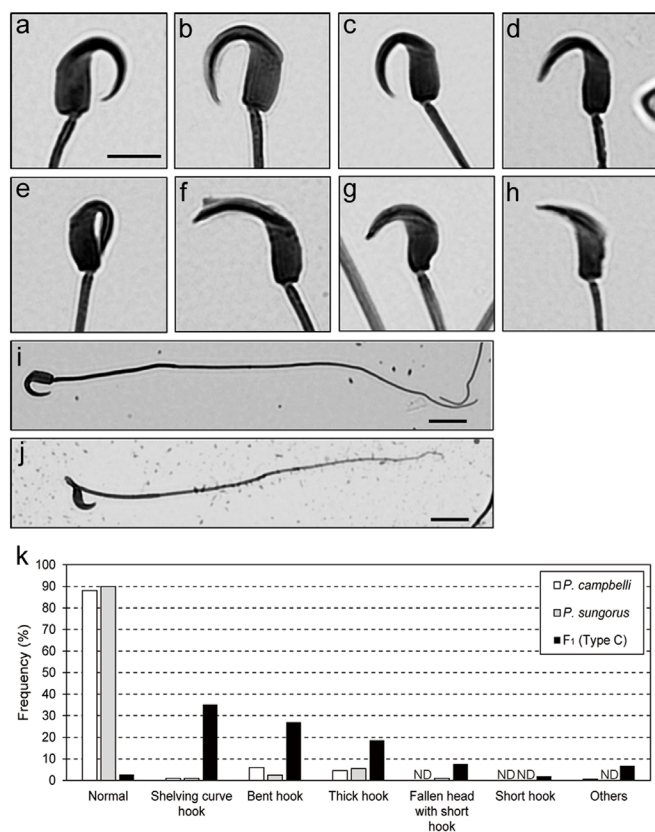 a
b
c
d
e
f
g
h
i
j
k
100
90
80
70
60
50
40
30
20
10
0
Frequency (%)
P. campbelli
P. sungorus
F₁ (Type C)
ND
ND ND
ND
Normal
Shelving curve
hook
Bent hook
Thick hook
Fallen head
with short
hook
Short hook
Others